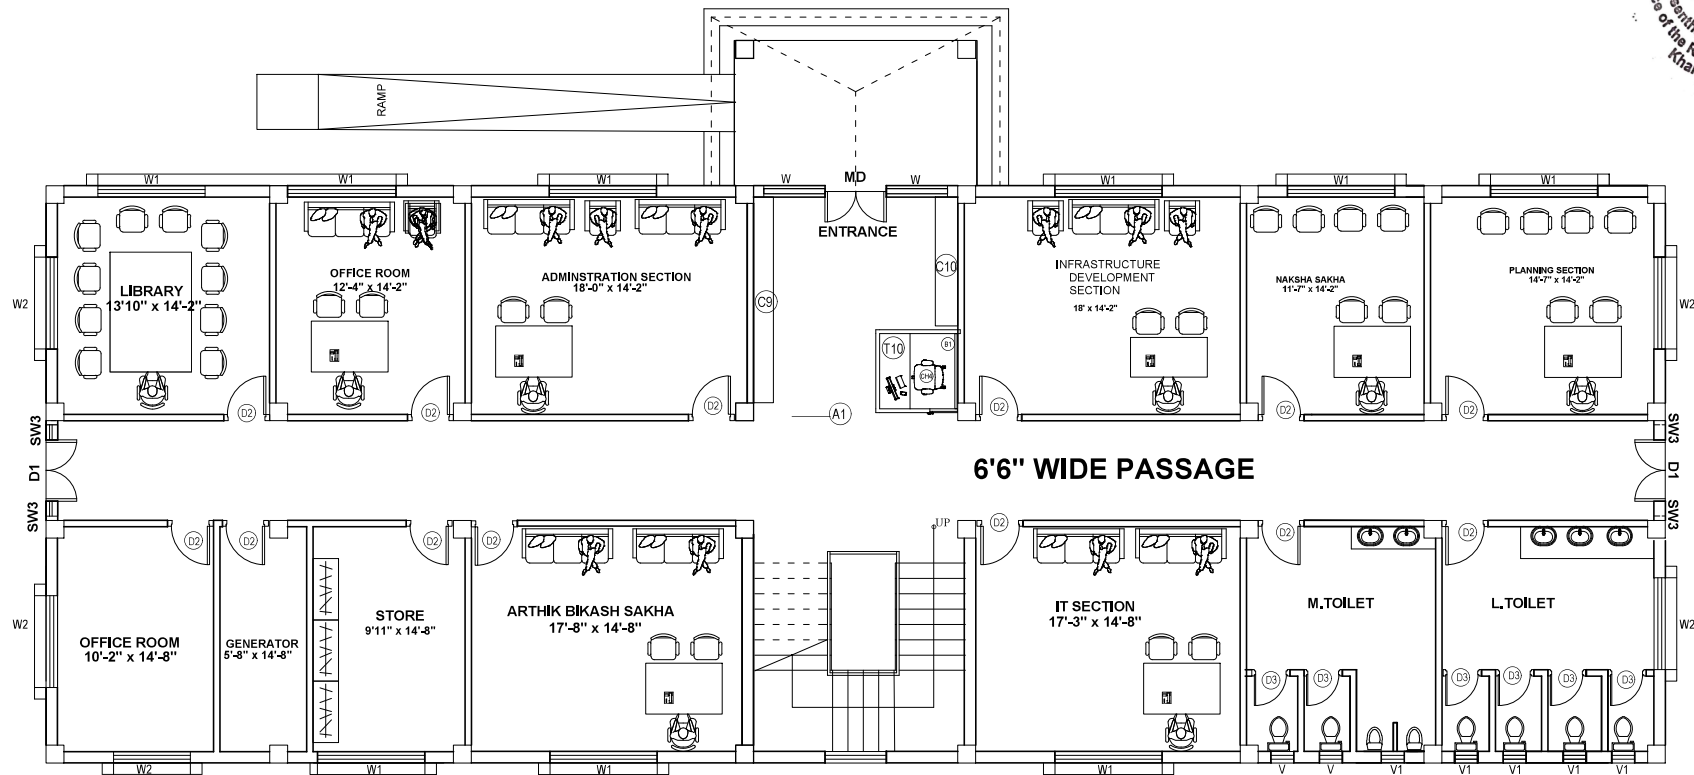 of the R
Kha
RAMP
W1
W1
W1
W
MD
W
W1
W1
W1
ENTRANCE
LIBRARY
13'10" x 14'-2"
OFFICE ROOM
12'-4" x 14'-2"
ADMINSTRATION SECTION
18'-0" x 14'-2"
C9
C10
T10
B1
CH4
INFRASTRUCTURE
DEVELOPMENT
SECTION
18' x 14'-2"
NAKSHA SAKHA
11'-7" x 14'-2"
PLANNING SECTION
14'-7" x 14'-2"
W2
W2
D2
D2
D2
A1
D2
D2
D2
SW3
D1
SW3
6'6" WIDE PASSAGE
SW3
D1
SW3
D2
D2
D2
D2
UP
D2
D2
D2
OFFICE ROOM
10'-2" x 14'-8"
GENERATOR
5'-8" x 14'-8"
STORE
9'11" x 14'-8"
ARTHIK BIKASH SAKHA
17'-8" x 14'-8"
IT SECTION
17'-3" x 14'-8"
M.TOILET
L.TOILET
W2
W2
D3
D3
D3
D3
D3
D3
W2
W1
W1
W1
V
V
V1
V1
V1
V1
V1